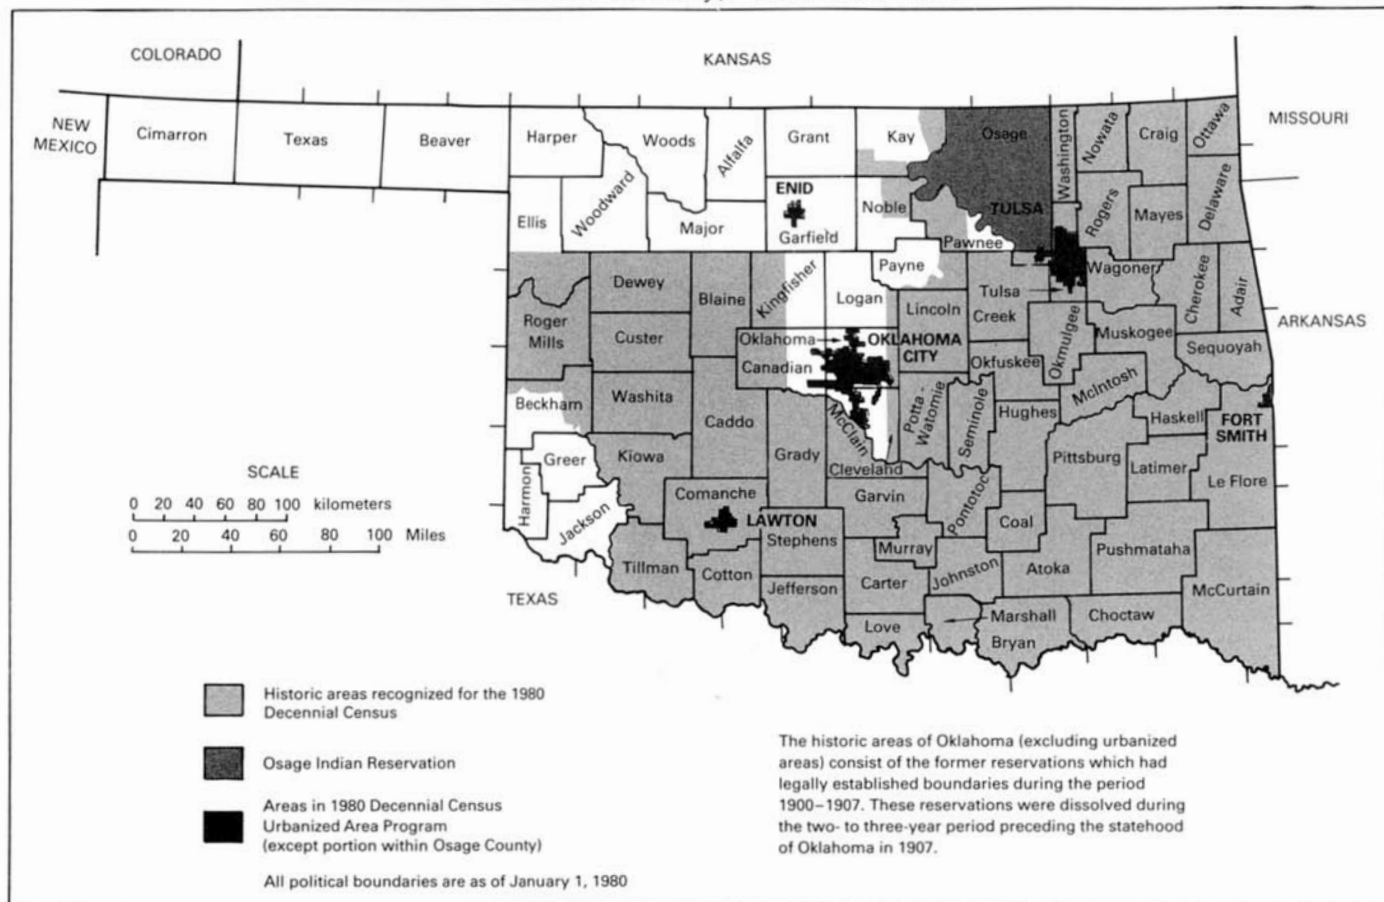 COLORADO
KANSAS
NEW
MEXICO
MISSOURI
Cimarron
Texas
Beaver
Harper
Woods
Alfalfa
Grant
Kay
Osage
Washington
Nowata
Craig
Ottawa
Ellis
Woodward
Major
ENID
Garfield
Noble
Pawnee
TULSA
Rogers
Mayes
Delaware
Dewey
Blaine
Kingfisher
Logan
Payne
Lincoln
Tulsa
Creek
Wagoner
Cherokee
Adair
ARKANSAS
Roger
Mills
Custer
Oklahoma
Canadian
OKLAHOMA
CITY
Okfuskee
Okmulgee
Muskogee
Sequoyah
McIntosh
Beckham
Washita
Caddo
Grady
McClain
Cleveland
Potta-
Watomie
Seminole
Hughes
Haskell
FORT
SMITH
Pittsburg
Latimer
Le Flore
Greer
Harmon
Jackson
Kiowa
Comanche
LAWTON
Stephens
Garvin
Pontotoc
Coal
Murray
Johnston
Atoka
Pushmataha
McCurtain
Tillman
Cotton
Jefferson
Carter
Love
Marshall
Bryan
Choctaw
TEXAS
SCALE
0 20 40 60 80 100 kilometers
0 20 40 60 80 100 Miles
Historic areas recognized for the 1980
Decennial Census
Osage Indian Reservation
Areas in 1980 Decennial Census
Urbanized Area Program
(except portion within Osage County)
All political boundaries are as of January 1, 1980
The historic areas of Oklahoma (excluding urbanized
areas) consist of the former reservations which had
legally established boundaries during the period
1900–1907. These reservations were dissolved during
the two- to three-year period preceding the statehood
of Oklahoma in 1907.